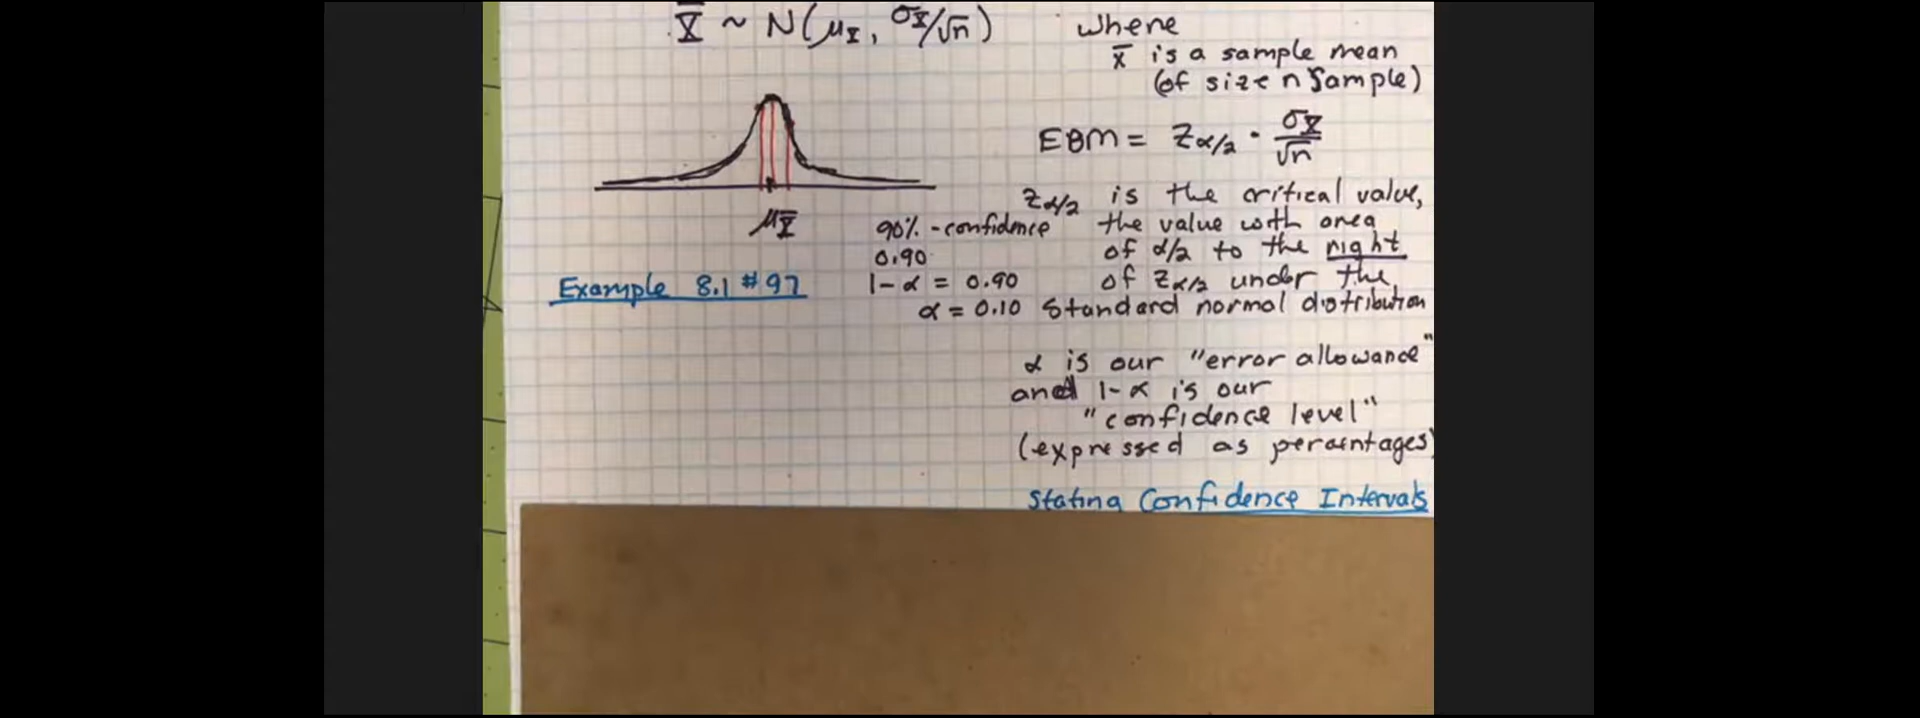 X̄ ~ N(μx, σx/√n)
where
x̄ is a sample mean
(of size n sample)
EBM = Zα/2 · σx/√n
μx̄
Zα/2 is the critical value,
the value with area
of α/2 to the right
of Zα/2 under the
Standard normal distribution
90% - confidence
0.90
1-α = 0.90
α = 0.10
Example 8.1 #97
α is our "error allowance"
and 1-α is our
"confidence level"
(expressed as percentages)
Stating Confidence Intervals